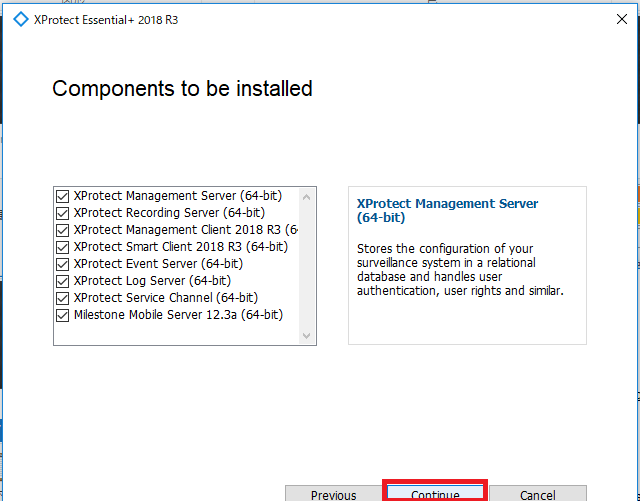 XProtect Essential+ 2018 R3
Components to be installed
XProtect Management Server (64-bit)
XProtect Recording Server (64-bit)
XProtect Management Client 2018 R3 (6
XProtect Smart Client 2018 R3 (64-bit)
XProtect Event Server (64-bit)
XProtect Log Server (64-bit)
XProtect Service Channel (64-bit)
Milestone Mobile Server 12.3a (64-bit)
XProtect Management Server
(64-bit)
Stores the configuration of your
surveillance system in a relational
database and handles user
authentication, user rights and similar.
Previous
Continue
Cancel